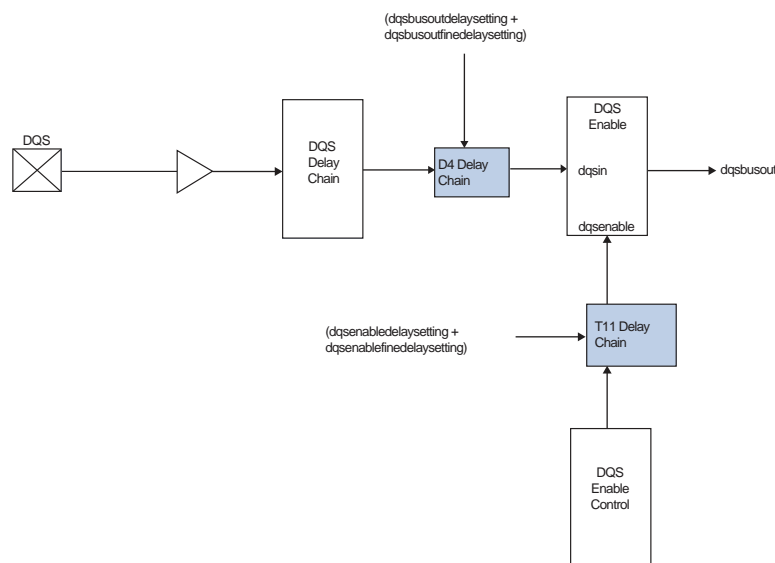 (dqsbusoutdelaysetting +
dqsbusoutfinedelaysetting)
DQS
DQS
Delay
Chain
D4 Delay
Chain
DQS
Enable
dqsin
dqsenable
dqsbusout
(dqsenabledelaysetting +
dqsenablefinedelaysetting)
T11 Delay
Chain
DQS
Enable
Control